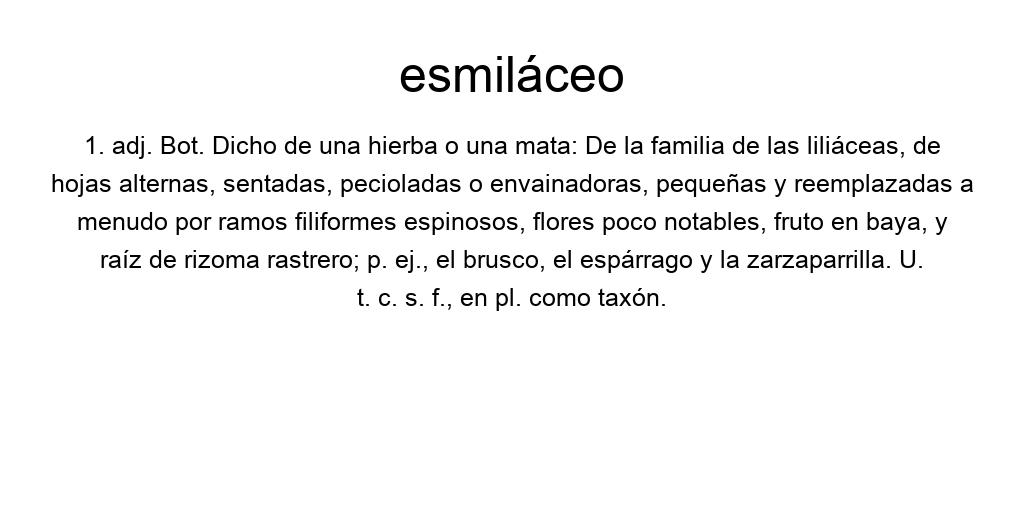 esmiláceo
1. adj. Bot. Dicho de una hierba o una mata: De la familia de las liliáceas, de
hojas alternas, sentadas, pecioladas o envainadoras, pequeñas y reemplazadas a
menudo por ramos filiformes espinosos, flores poco notables, fruto en baya, y
raíz de rizoma rastrero; p. ej., el brusco, el espárrago y la zarzaparrilla. U.
t. c. s. f., en pl. como taxón.